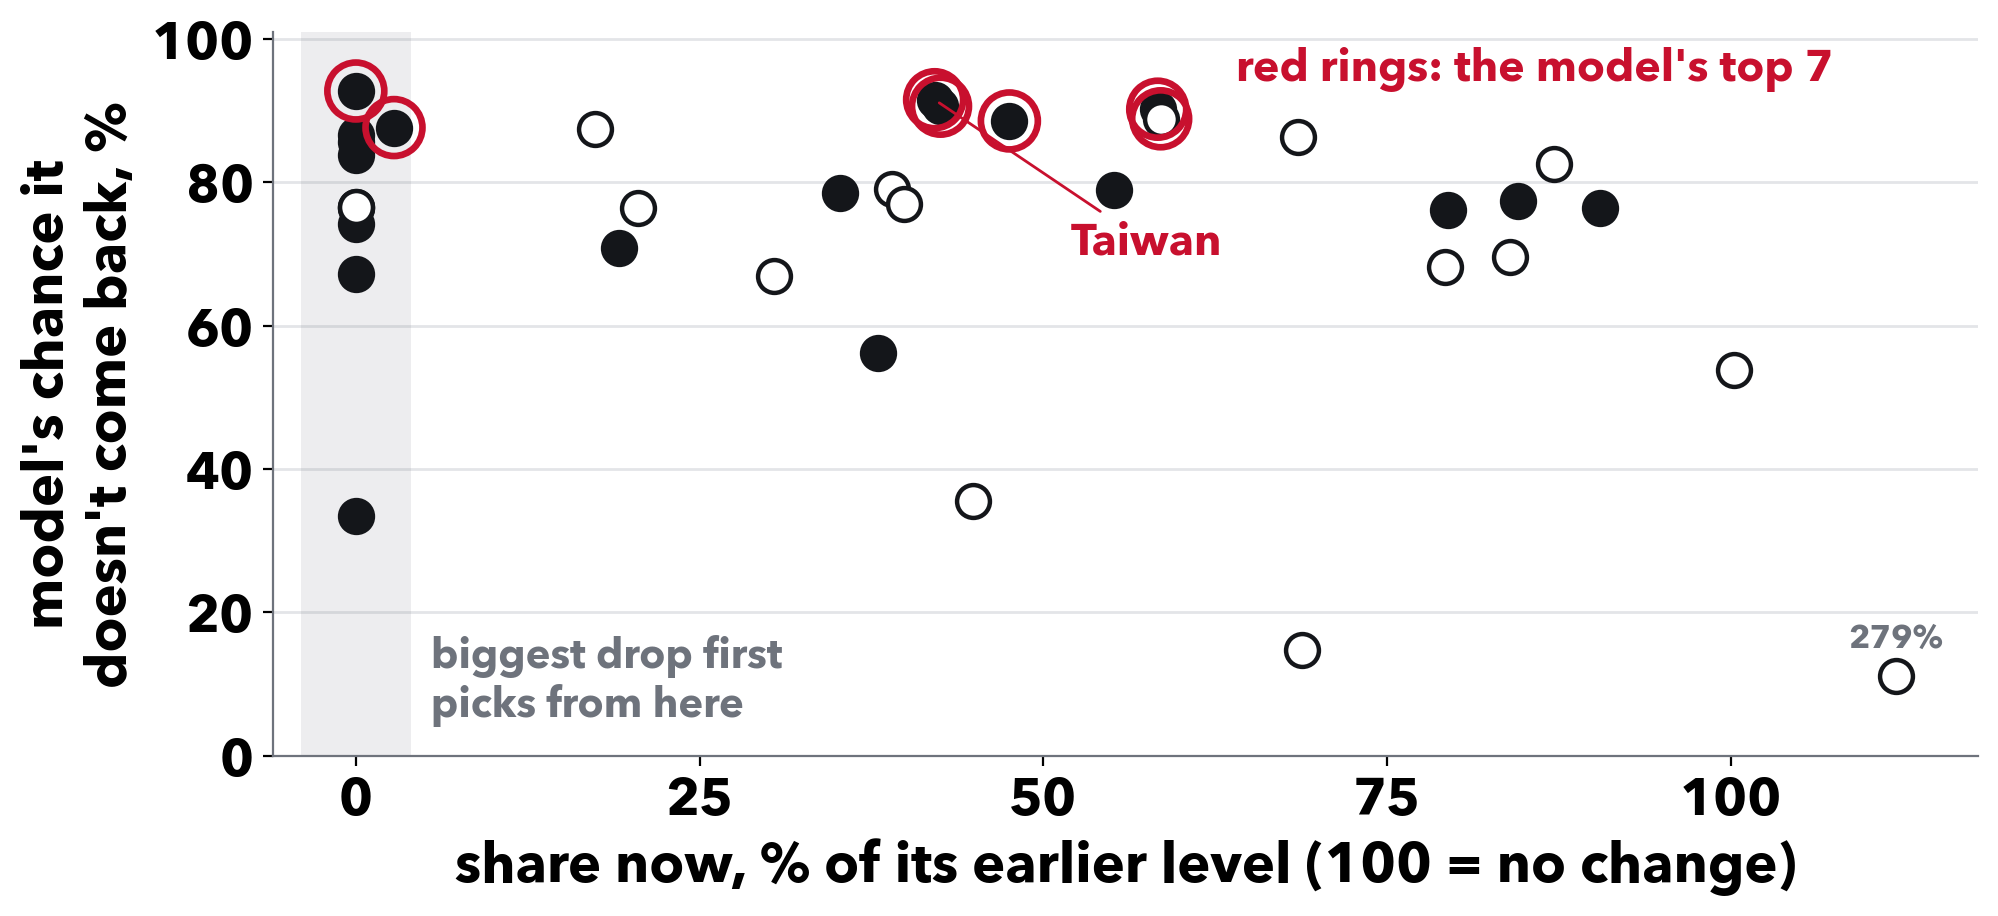 100
80
60
40
20
0
model's chance it
doesn't come back, %
red rings: the model's top 7
Taiwan
biggest drop first
picks from here
279%
0
25
50
75
100
share now, % of its earlier level (100 = no change)